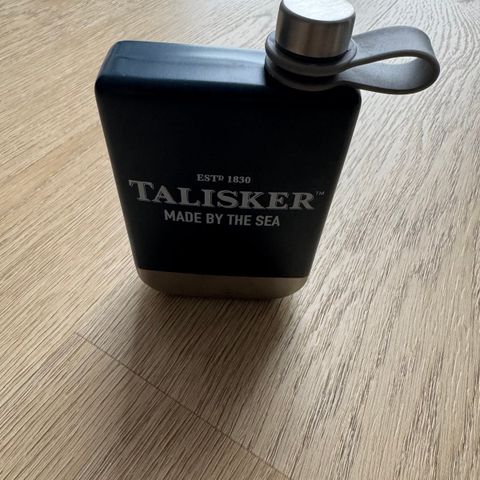 ESTD 1830
TALISKER™
MADE BY THE SEA